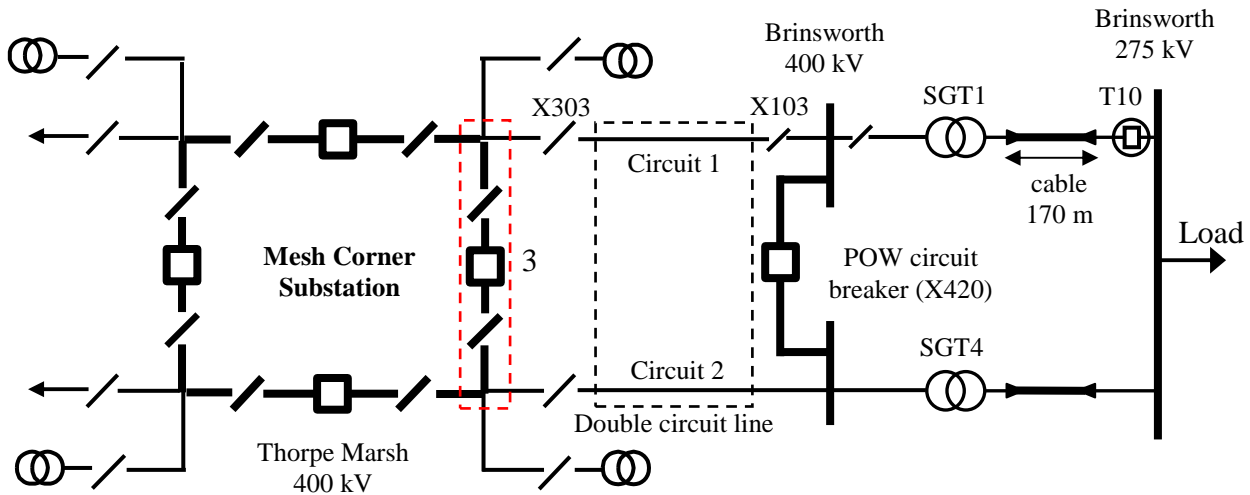 Brinsworth
275 kV
Brinsworth
400 kV
X303
X103
SGT1
T10
Circuit 1
cable
170 m
Mesh Corner
Substation
3
POW circuit
breaker (X420)
Load
Circuit 2
SGT4
Double circuit line
Thorpe Marsh
400 kV